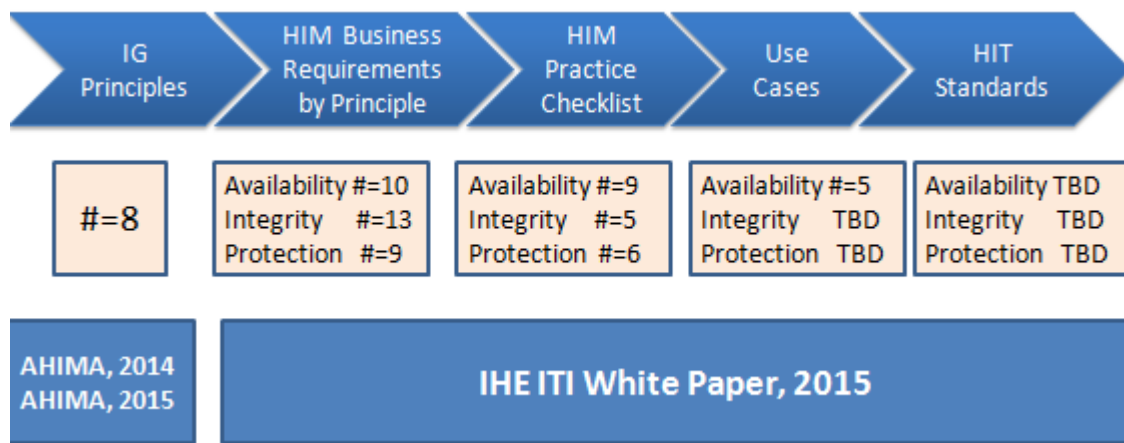 IG
Principles
HIM Business
Requirements
by Principle
HIM
Practice
Checklist
Use
Cases
HIT
Standards
#=8
Availability #=10
Integrity #=13
Protection #=9
Availability #=9
Integrity #=5
Protection #=6
Availability #=5
Integrity TBD
Protection TBD
Availability TBD
Integrity TBD
Protection TBD
AHIMA, 2014
AHIMA, 2015
IHE ITI White Paper, 2015